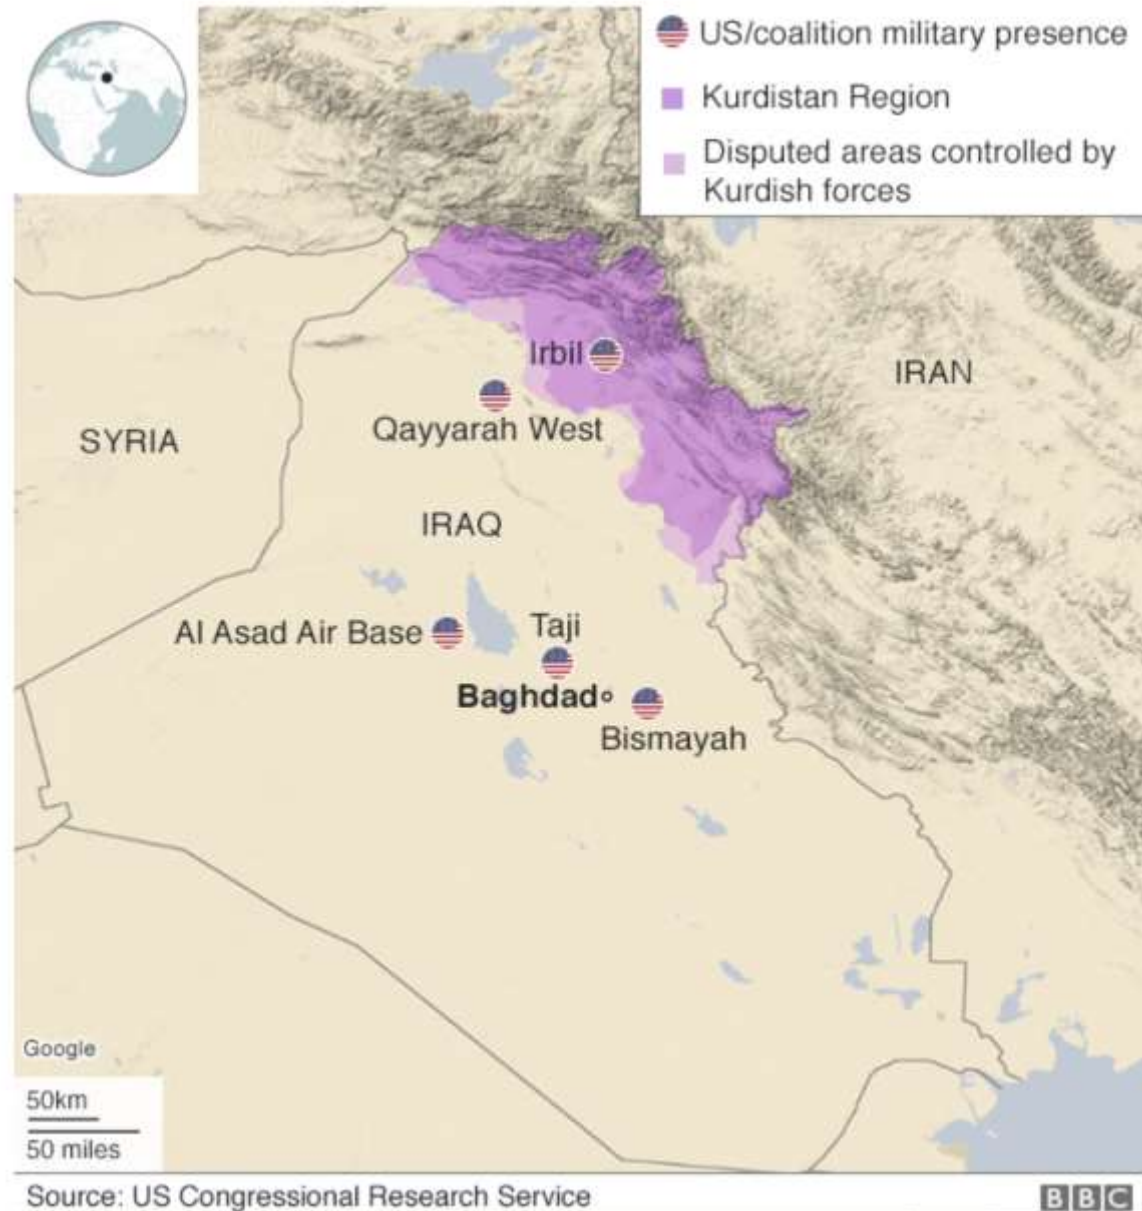 US/coalition military presence
Kurdistan Region
Disputed areas controlled by
Kurdish forces
Irbil
IRAN
Qayyarah West
SYRIA
IRAQ
Al Asad Air Base
Taji
Baghdad
Bismayah
Google
50km
50 miles
Source: US Congressional Research Service
BBC